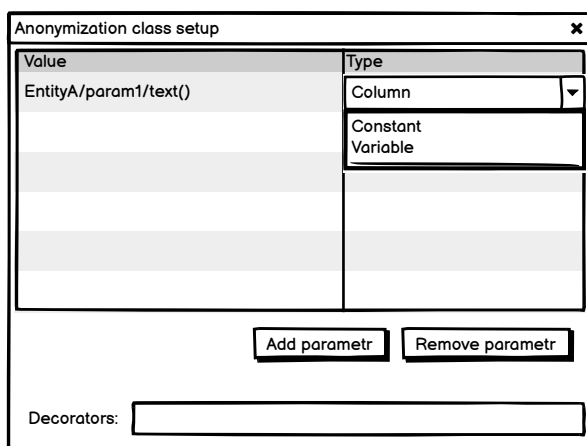 Anonymization class setup
Value Type
EntityA/param1/text() Column
Constant
Variable
Add parametr Remove parametr
Decorators: